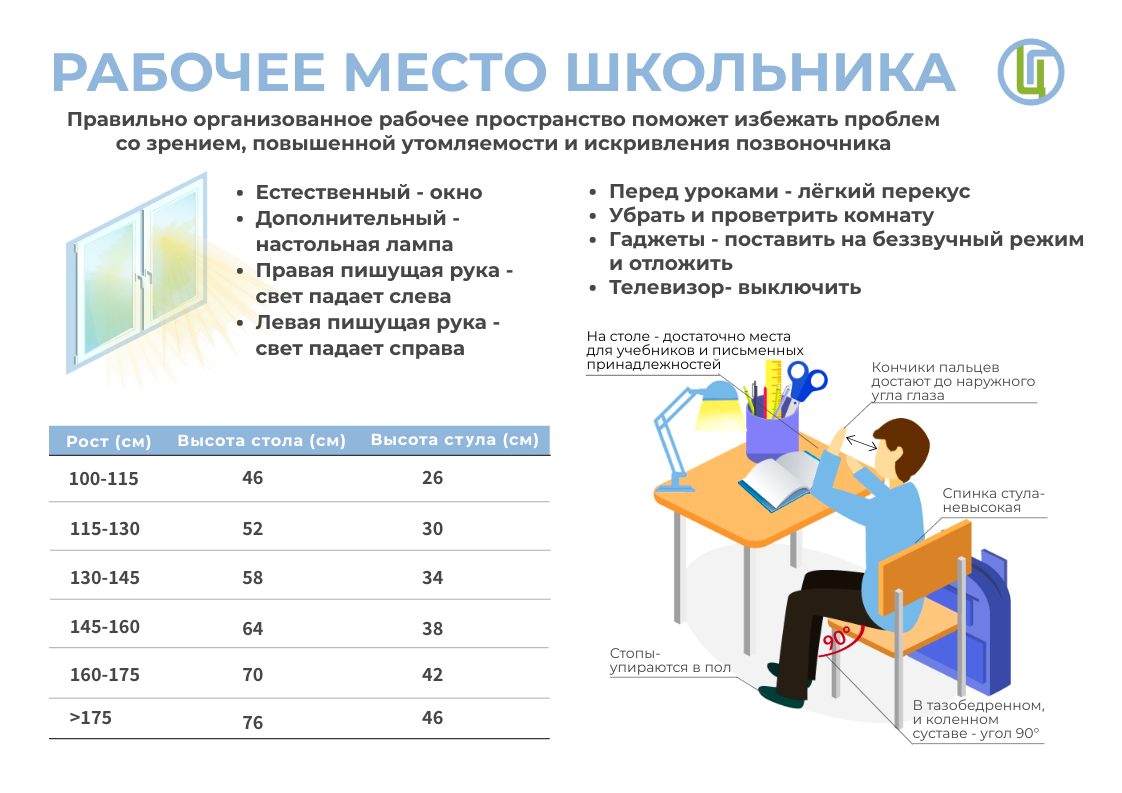 РАБОЧЕЕ МЕСТО ШКОЛЬНИКА
Правильно организованное рабочее пространство поможет избежать проблем
со зрением, повышенной утомляемости и искривления позвоночника
• Естественный - окно
• Дополнительный -
настольная лампа
• Правая пишущая рука -
свет падает слева
• Левая пишущая рука -
свет падает справа
• Перед уроками - лёгкий перекус
• Убрать и проветрить комнату
• Гаджеты - поставить на беззвучный режим
и отложить
• Телевизор- выключить
Рост (см) Высота стола (см) Высота стула (см)
100-115 46 26
115-130 52 30
130-145 58 34
145-160 64 38
160-175 70 42
>175 76 46
На столе - достаточно места
для учебников и письменных
принадлежностей
Кончики пальцев
достают до наружного
угла глаза
Спинка стула-
невысокая
90°
Стопы-
упираются в пол
В тазобедренном,
и коленном
суставе - угол 90°